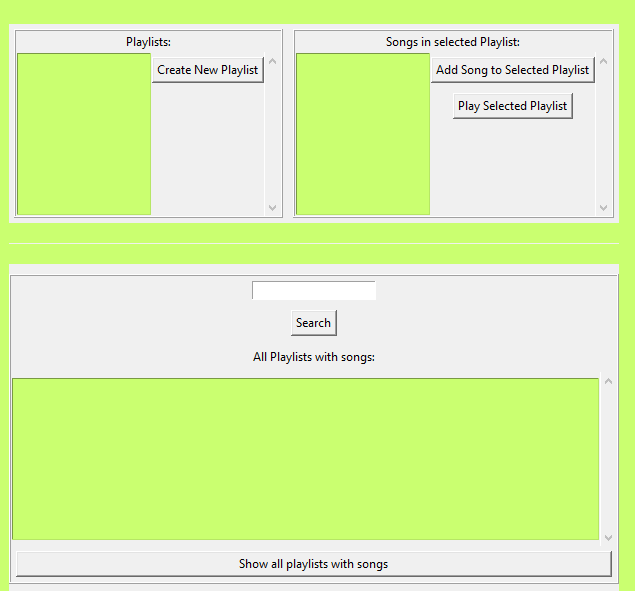 Playlists:
Create New Playlist
Songs in selected Playlist:
Add Song to Selected Playlist
Play Selected Playlist
Search
All Playlists with songs:
Show all playlists with songs